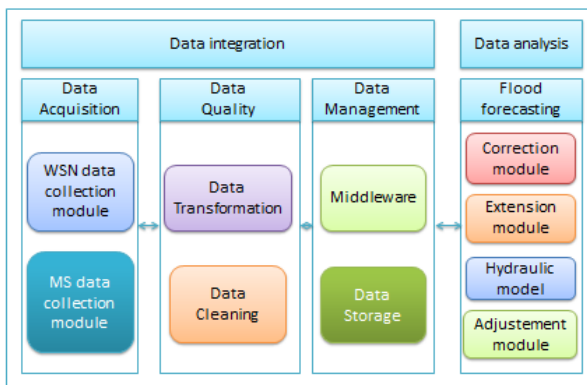 Data integration
Data analysis
Data
Acquisition
Data
Quality
Data
Management
Flood
forecasting
WSN data
collection
module
MS data
collection
module
Data
Transformation
Data
Cleaning
Middleware
Data
Storage
Correction
module
Extension
module
Hydraulic
model
Adjustement
module